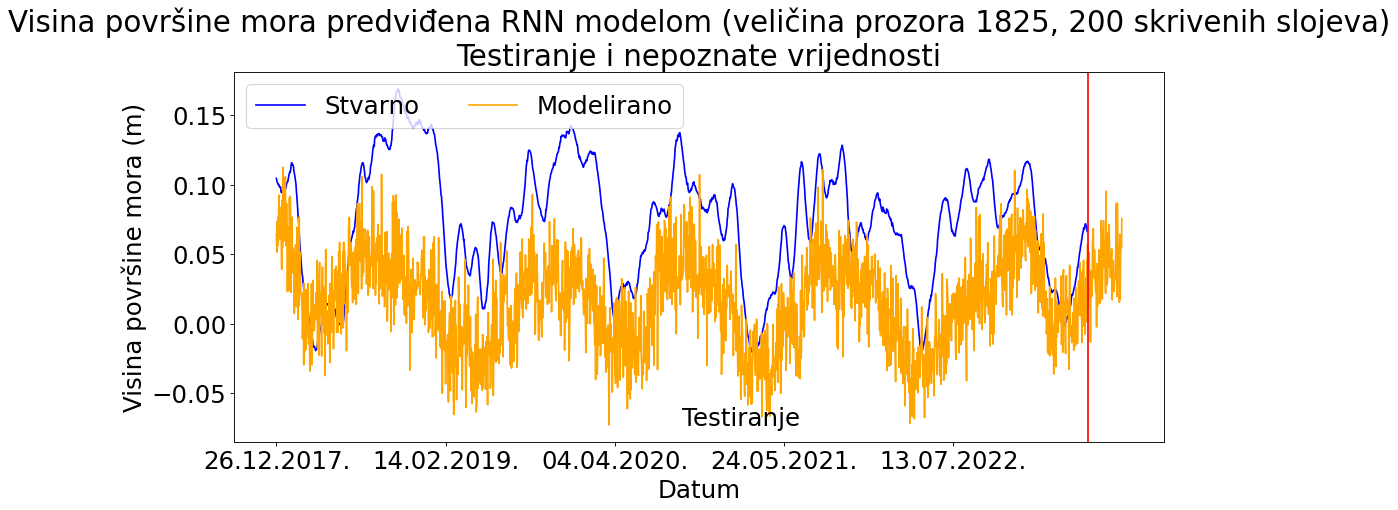 Visina površine mora predviđena RNN modelom (veličina prozora 1825, 200 skrivenih slojeva)
Testiranje i nepoznate vrijednosti
Stvarno Modelirano
Visina površine mora (m)
0.15
0.10
0.05
0.00
−0.05
Testiranje
26.12.2017. 14.02.2019. 04.04.2020. 24.05.2021. 13.07.2022.
Datum